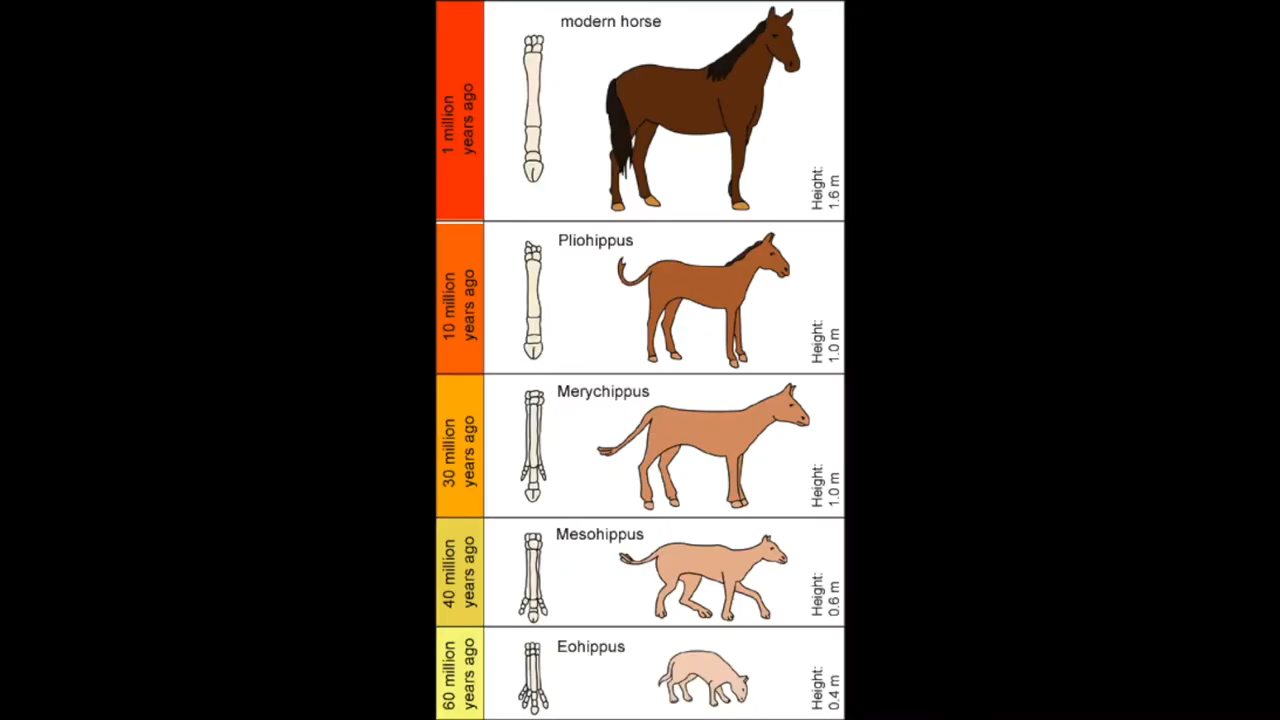 modern horse
1 million
years ago
Height:
1.6 m
Pliohippus
10 million
years ago
Height:
1.0 m
Merychippus
30 million
years ago
Height:
1.0 m
Mesohippus
40 million
years ago
Height:
0.6 m
Eohippus
60 million
years ago
Height:
0.4 m